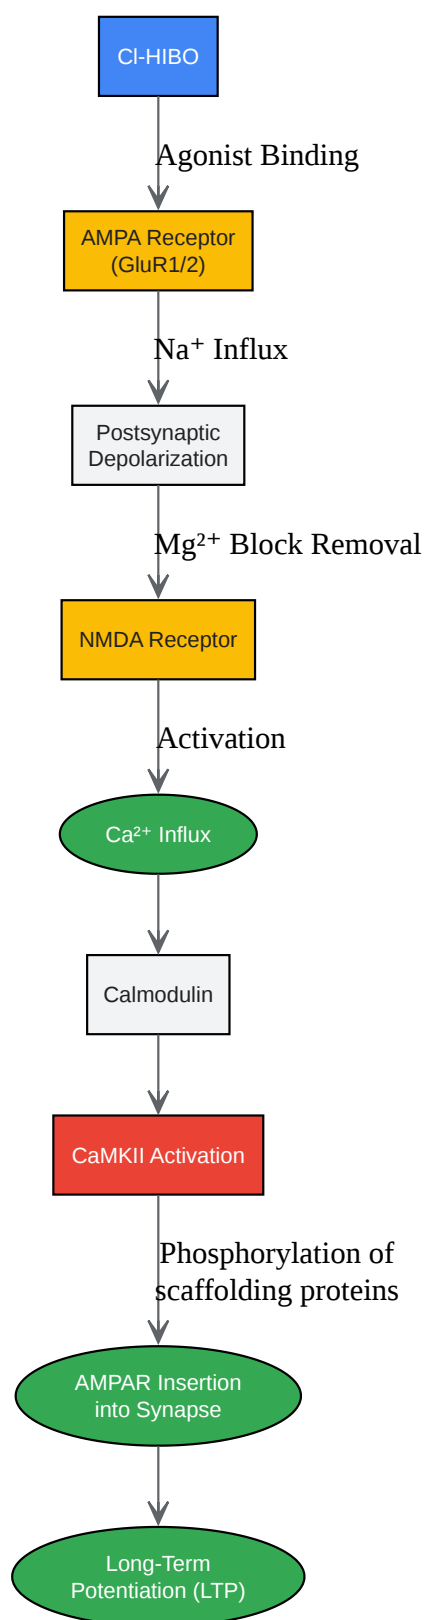 Cl-HIBO
Agonist Binding
AMPA Receptor
(GluR1/2)
Na⁺ Influx
Postsynaptic
Depolarization
Mg²⁺ Block Removal
NMDA Receptor
Activation
Ca²⁺ Influx
Calmodulin
CaMKII Activation
Phosphorylation of
scaffolding proteins
AMPAR Insertion
into Synapse
Long-Term
Potentiation (LTP)